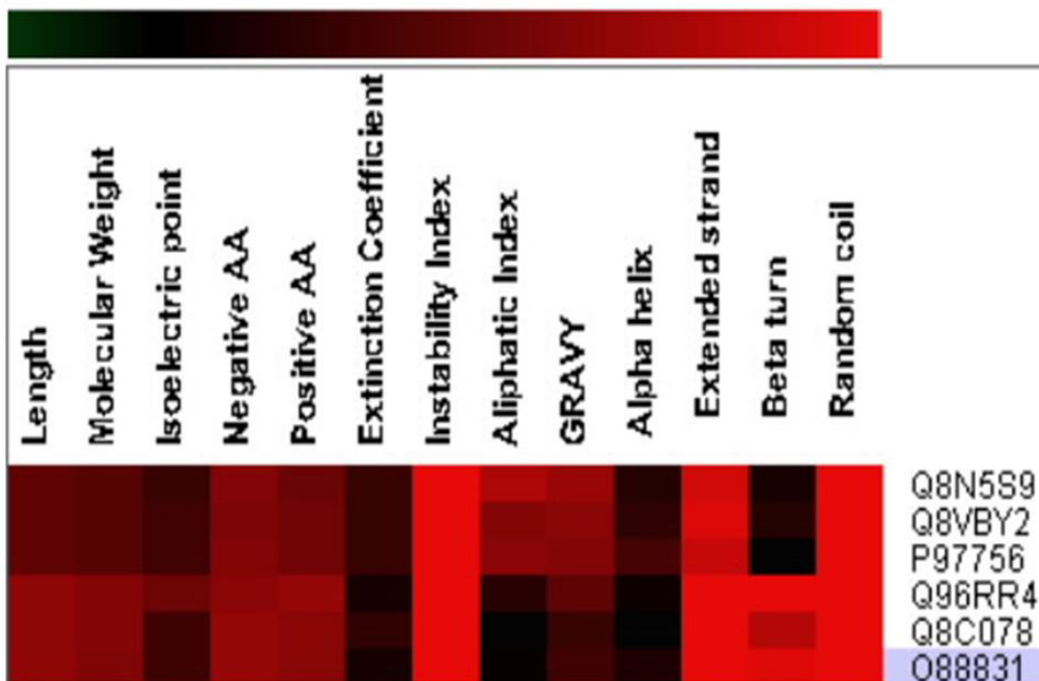 Length
Molecular Weight
Isoelectric point
Negative AA
Positive AA
Extinction Coefficient
Instability Index
Aliphatic Index
GRAVY
Alpha helix
Extended strand
Beta turn
Random coil
Q8N5S9
Q8VBY2
P97756
Q96RR4
Q8C078
O88831